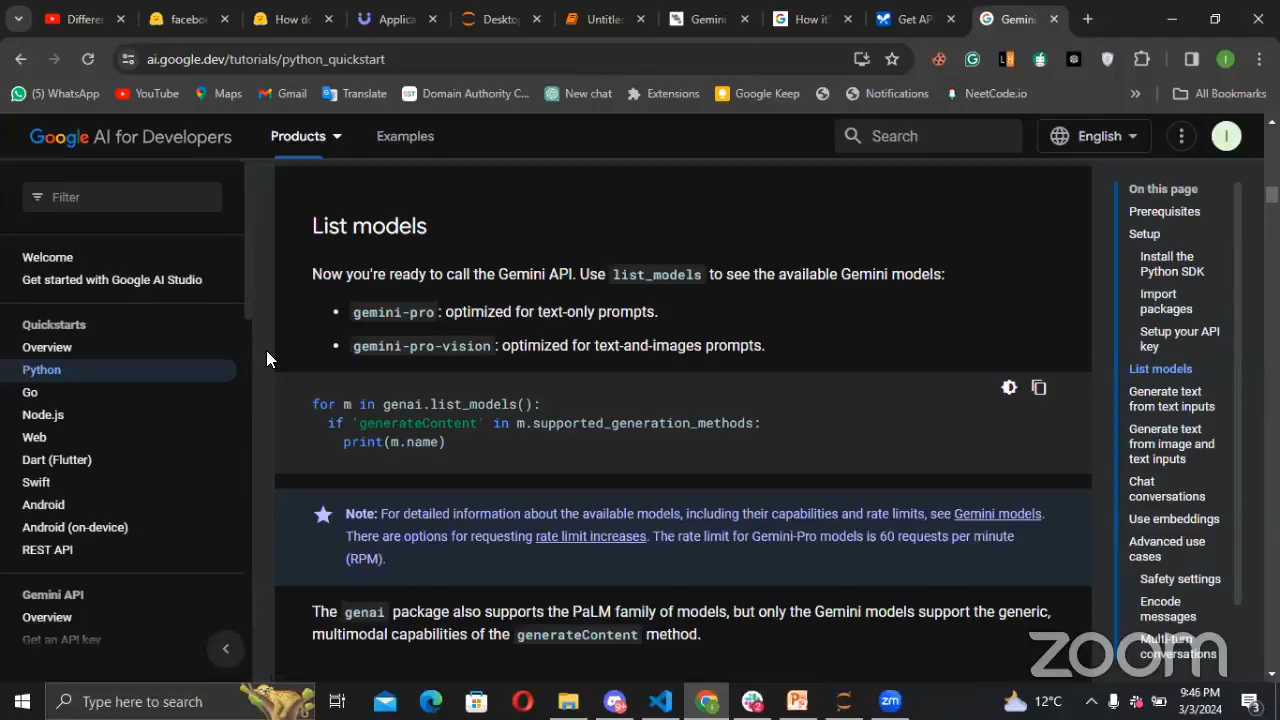 Differer
facebo
How do
Applica
Deskto
Untitle
Gemini
How it'
Get API
Gemini
ai.google.dev/tutorials/python_quickstart
(5) WhatsApp
YouTube
Maps
Gmail
Translate
Domain Authority C...
New chat
Extensions
Google Keep
Notifications
NeetCode.io
All Bookmarks
Google AI for Developers
Products
Examples
Search
English
I
Filter
Welcome
Get started with Google AI Studio
Quickstarts
Overview
Python
Go
Node.js
Web
Dart (Flutter)
Swift
Android
Android (on-device)
REST API
Gemini API
Overview
Get an API key
List models
Now you're ready to call the Gemini API. Use list_models to see the available Gemini models:
• gemini-pro: optimized for text-only prompts.
• gemini-pro-vision: optimized for text-and-images prompts.
for m in genai.list_models():
if 'generateContent' in m.supported_generation_methods:
print(m.name)
Note: For detailed information about the available models, including their capabilities and rate limits, see Gemini models.
There are options for requesting rate limit increases. The rate limit for Gemini-Pro models is 60 requests per minute
(RPM).
The genai package also supports the PaLM family of models, but only the Gemini models support the generic,
multimodal capabilities of the generateContent method.
On this page
Prerequisites
Setup
Install the
Python SDK
Import
packages
Setup your API
key
List models
Generate text
from text inputs
Generate text
from image and
text inputs
Chat
conversations
Use embeddings
Advanced use
cases
Safety settings
Encode
messages
Multi-turn
conversations
zoom
Type here to search
12°C
9:46 PM
3/3/2024